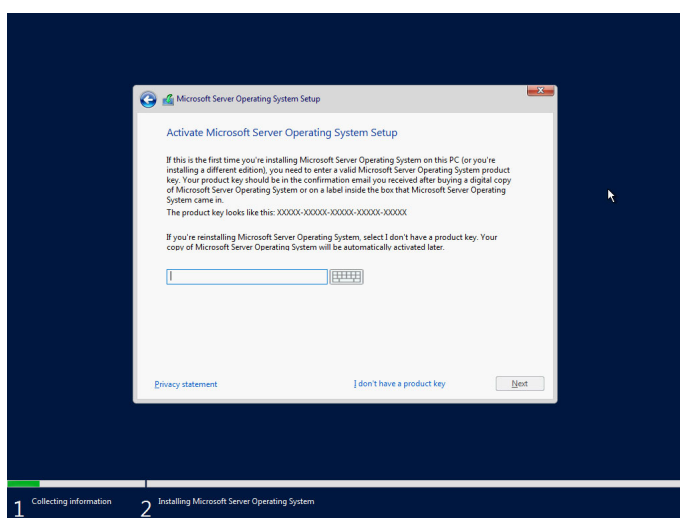 Microsoft Server Operating System Setup
Activate Microsoft Server Operating System Setup
If this is the first time you're installing Microsoft Server Operating System on this PC (or you're
installing a different edition), you need to enter a valid Microsoft Server Operating System product
key. Your product key should be in the confirmation email you received after buying a digital copy
of Microsoft Server Operating System or on a label inside the box that Microsoft Server Operating
System came in.
The product key looks like this: XXXXX-XXXXX-XXXXX-XXXXX-XXXXX
If you're reinstalling Microsoft Server Operating System, select I don't have a product key. Your
copy of Microsoft Server Operating System will be automatically activated later.
Privacy statement
I don't have a product key
Next
1 Collecting information
2 Installing Microsoft Server Operating System